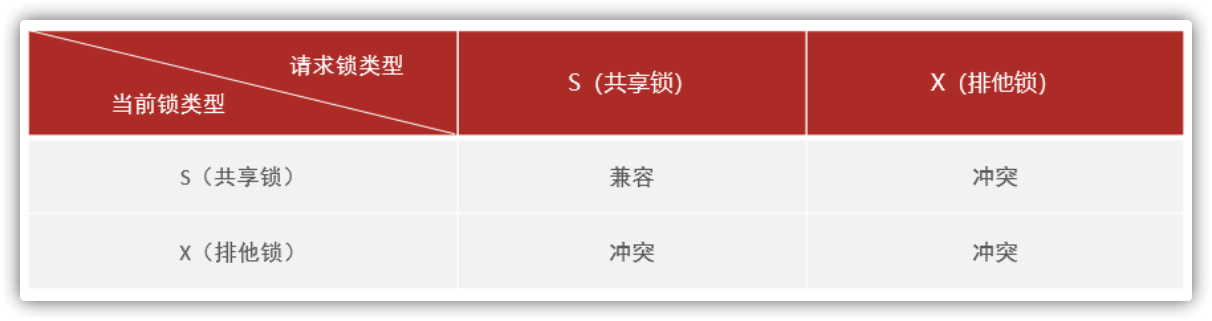 请求锁类型
当前锁类型
S (共享锁)
X (排他锁)
S（共享锁）
兼容
冲突
X（排他锁）
冲突
冲突